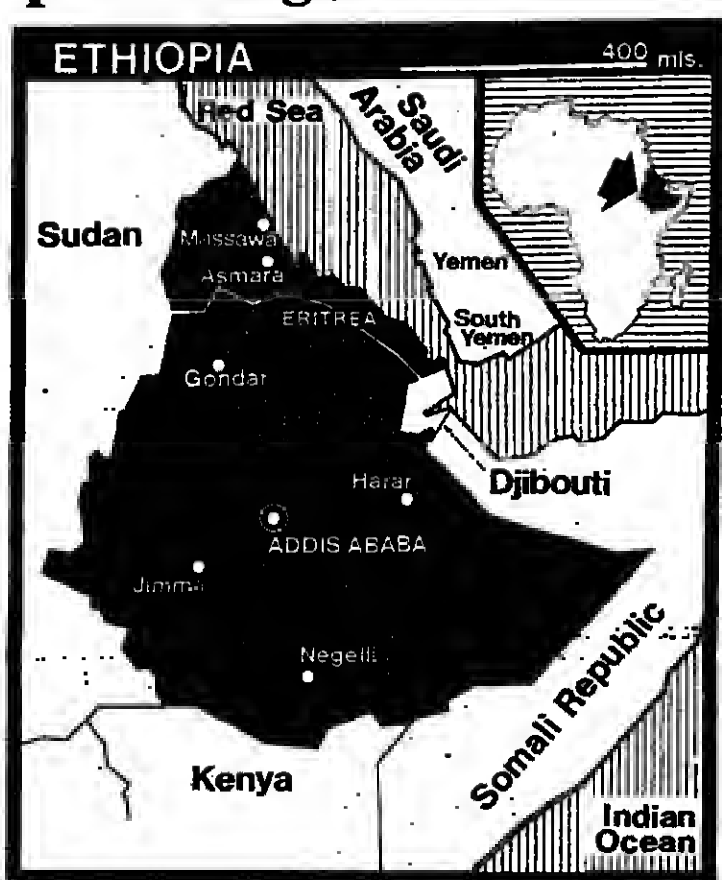 ETHIOPIA
400 mls.
Red Sea
Saudi
Arabia
Sudan
Massawa
Asmara
Yemen
ERITREA
South
Yemen
Gondar
Harar
Djibouti
ADDIS ABABA
Jimma
Negelli
Somali Republic
Kenya
Indian
Ocean